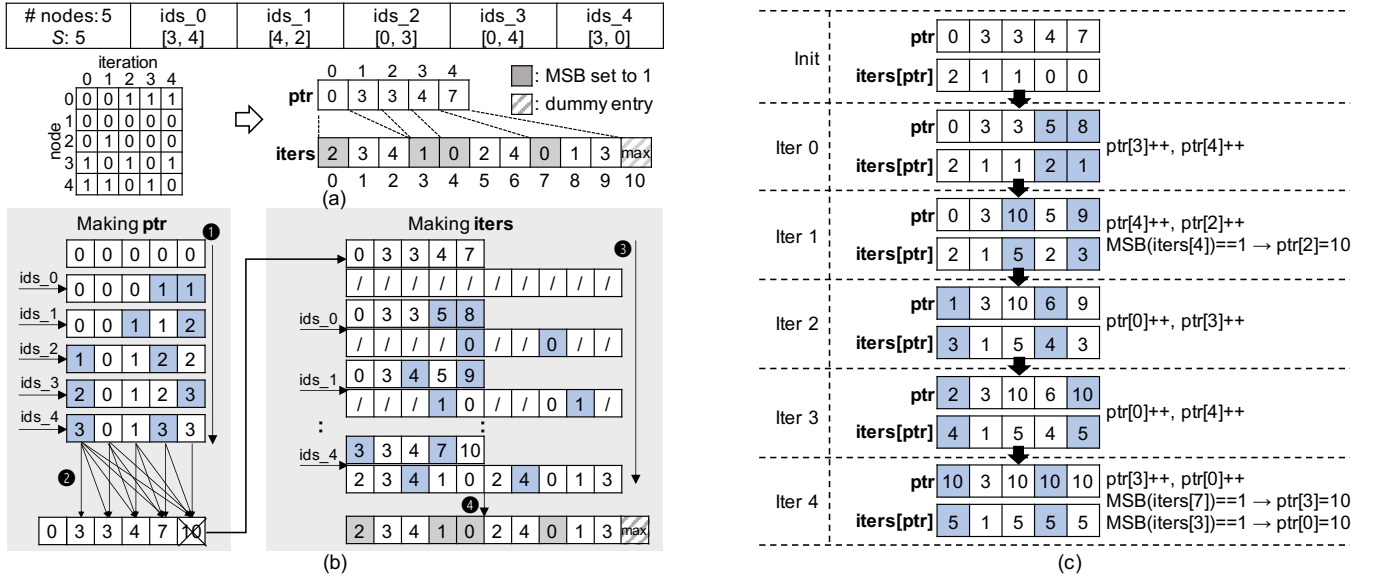 # nodes: 5 ids_0 ids_1 ids_2 ids_3 ids_4
S: 5 [3, 4] [4, 2] [0, 3] [0, 4] [3, 0]
iteration
0 1 2 3 4
node
0 0 0 1 1 1
1 0 0 0 0 0
2 0 1 0 0 0
3 1 0 1 0 1
4 1 1 0 1 0
0 1 2 3 4
ptr 0 3 3 4 7
: MSB set to 1
: dummy entry
iters 2 3 4 1 0 2 4 0 1 3 max
0 1 2 3 4 5 6 7 8 9 10
(a)
Making ptr
1
0 0 0 0 0
ids_0
0 0 0 1 1
ids_1
0 0 1 1 2
ids_2
1 0 1 2 2
ids_3
2 0 1 2 3
ids_4
3 0 1 3 3
2
0 3 3 4 7 10
Making iters
3
0 3 3 4 7
/ / / / / / / / / /
ids_0
0 3 3 5 8
/ / / / 0 / / 0 / /
ids_1
0 3 4 5 9
/ / / 1 0 / / 0 1 /
: :
ids_4
3 3 4 7 10
2 3 4 1 0 2 4 0 1 3
4
2 3 4 1 0 2 4 0 1 3 max
(b)
Init
ptr 0 3 3 4 7
iters[ptr] 2 1 1 0 0
Iter 0
ptr 0 3 3 5 8
iters[ptr] 2 1 1 2 1
ptr[3]++, ptr[4]++
Iter 1
ptr 0 3 10 5 9
iters[ptr] 2 1 5 2 3
ptr[4]++, ptr[2]++
MSB(iters[4])==1 → ptr[2]=10
Iter 2
ptr 1 3 10 6 9
iters[ptr] 3 1 5 4 3
ptr[0]++, ptr[3]++
Iter 3
ptr 2 3 10 6 10
iters[ptr] 4 1 5 4 5
ptr[0]++, ptr[4]++
Iter 4
ptr 10 3 10 10 10
iters[ptr] 5 1 5 5 5
ptr[3]++, ptr[0]++
MSB(iters[7])==1 → ptr[3]=10
MSB(iters[3])==1 → ptr[0]=10
(c)